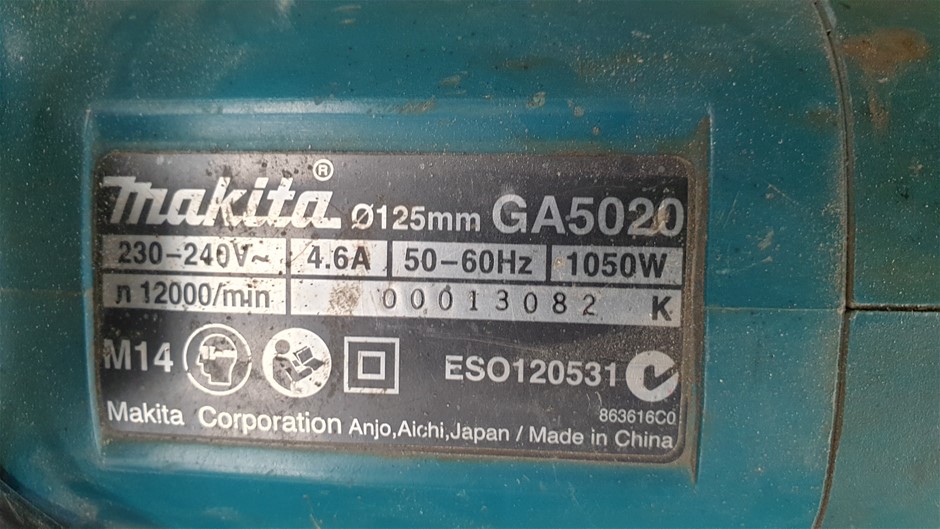 Makita® Ø125mm GA5020
230-240V~ 4.6A 50-60Hz 1050W
n 12000/min 00013082 K
M14 ESO120531
863616C0
Makita Corporation Anjo,Aichi,Japan / Made in China